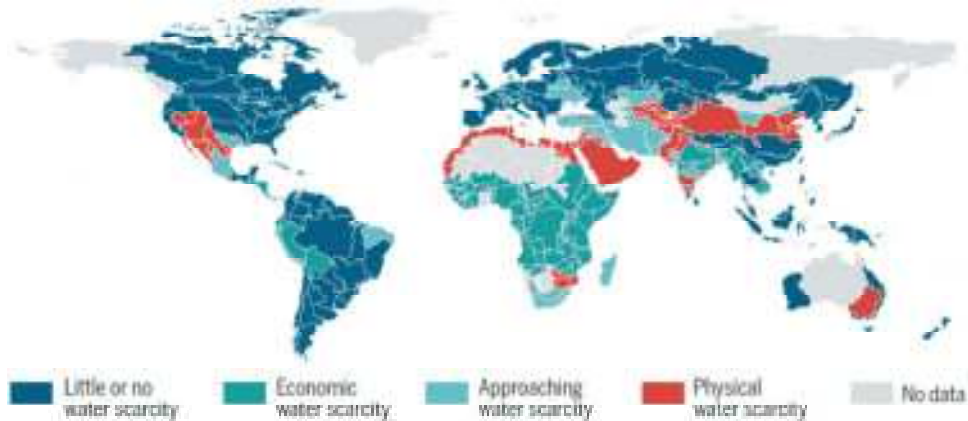 Little or no
water scarcity
Economic
water scarcity
Approaching
water scarcity
Physical
water scarcity
No data